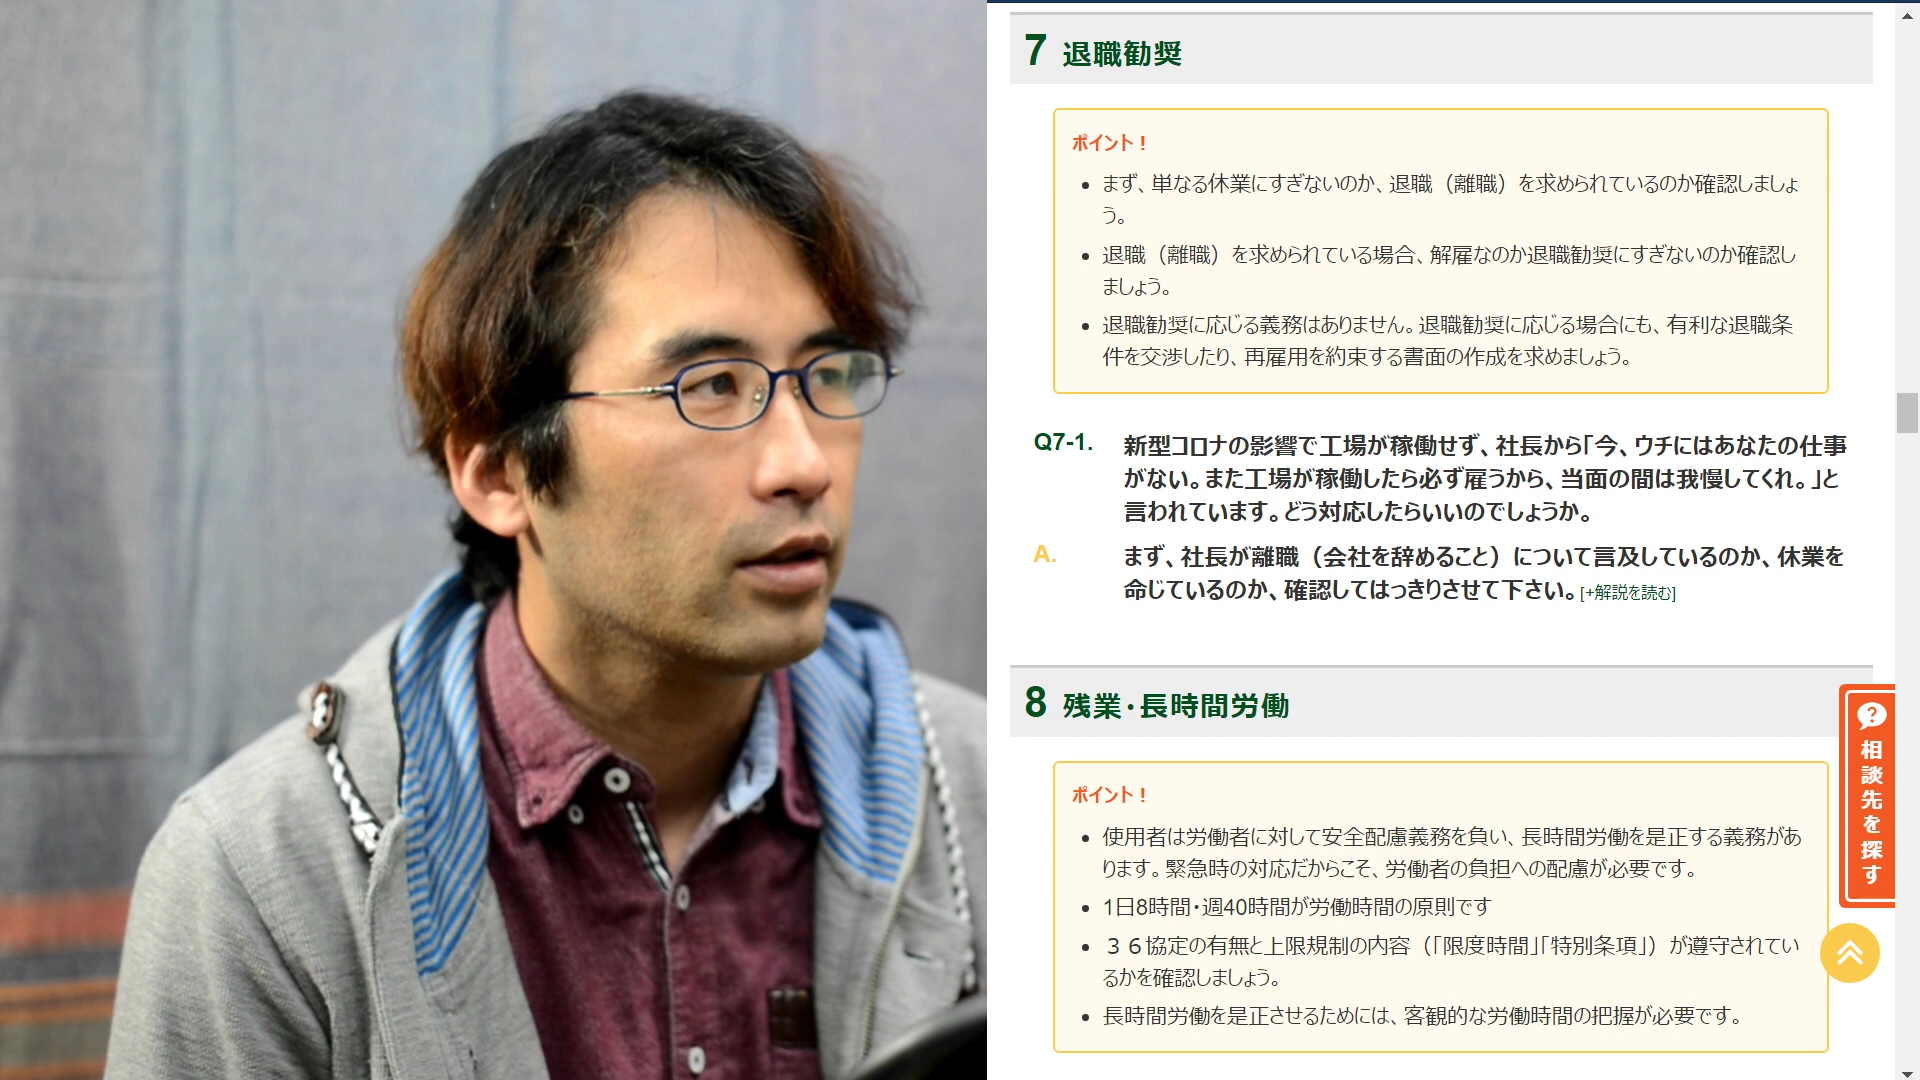 7 退職勧奨
ポイント！
まず、単なる休業にすぎないのか、退職（離職）を求められているのか確認しましょ
う。
退職（離職）を求められている場合、解雇なのか退職勧奨にすぎないのか確認し
ましょう。
退職勧奨に応じる義務はありません。退職勧奨に応じる場合にも、有利な退職条
件を交渉したり、再雇用を約束する書面の作成を求めましょう。
Q7-1. 新型コロナの影響で工場が稼働せず、社長から「今、ウチにはあなたの仕事
がない。また工場が稼働したら必ず雇うから、当面の間は我慢してくれ。」と
言われています。どう対応したらいいのでしょうか。
A. まず、社長が離職（会社を辞めること）について言及しているのか、休業を
命じているのか、確認してはっきりさせて下さい。[+解説を読む]
8 残業・長時間労働
ポイント！
使用者は労働者に対して安全配慮義務を負い、長時間労働を是正する義務があ
ります。緊急時の対応だからこそ、労働者の負担への配慮が必要です。
1日8時間・週40時間が労働時間の原則です
３６協定の有無と上限規制の内容（「限度時間」「特別条項」）が遵守されてい
るかを確認しましょう。
長時間労働を是正させるためには、客観的な労働時間の把握が必要です。
相談先を探す